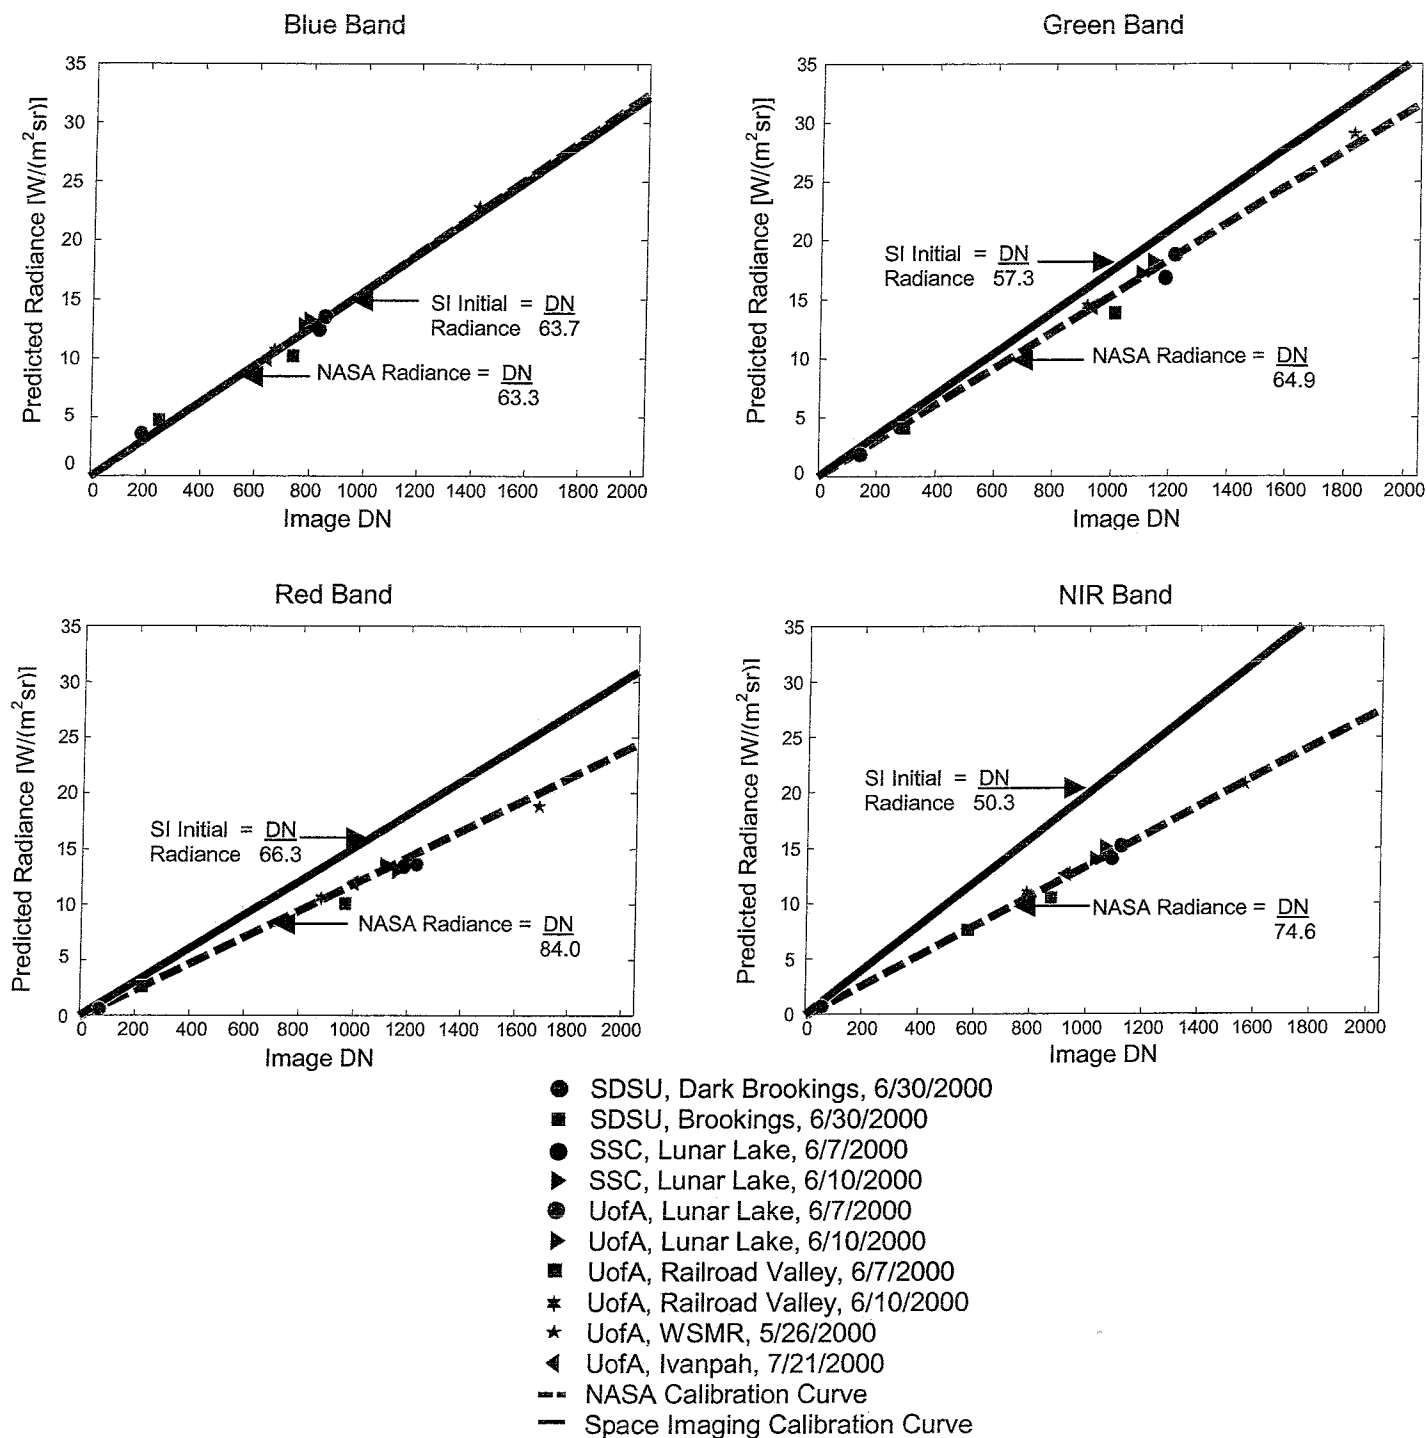 Blue Band
Predicted Radiance [W/(m²sr)]
35
30
25
20
15
10
5
0
SI Initial = DN
Radiance 63.7
NASA Radiance = DN
63.3
0 200 400 600 800 1000 1200 1400 1600 1800 2000
Image DN
Green Band
Predicted Radiance [W/(m²sr)]
35
30
25
20
15
10
5
0
SI Initial = DN
Radiance 57.3
NASA Radiance = DN
64.9
0 200 400 600 800 1000 1200 1400 1600 1800 2000
Image DN
Red Band
Predicted Radiance [W/(m²sr)]
35
30
25
20
15
10
5
0
SI Initial = DN
Radiance 66.3
NASA Radiance = DN
84.0
0 200 400 600 800 1000 1200 1400 1600 1800 2000
Image DN
NIR Band
Predicted Radiance [W/(m²sr)]
35
30
25
20
15
10
5
0
SI Initial = DN
Radiance 50.3
NASA Radiance = DN
74.6
0 200 400 600 800 1000 1200 1400 1600 1800 2000
Image DN
SDSU, Dark Brookings, 6/30/2000
SDSU, Brookings, 6/30/2000
SSC, Lunar Lake, 6/7/2000
SSC, Lunar Lake, 6/10/2000
UofA, Lunar Lake, 6/7/2000
UofA, Lunar Lake, 6/10/2000
UofA, Railroad Valley, 6/7/2000
UofA, Railroad Valley, 6/10/2000
UofA, WSMR, 5/26/2000
UofA, Ivanpah, 7/21/2000
NASA Calibration Curve
Space Imaging Calibration Curve